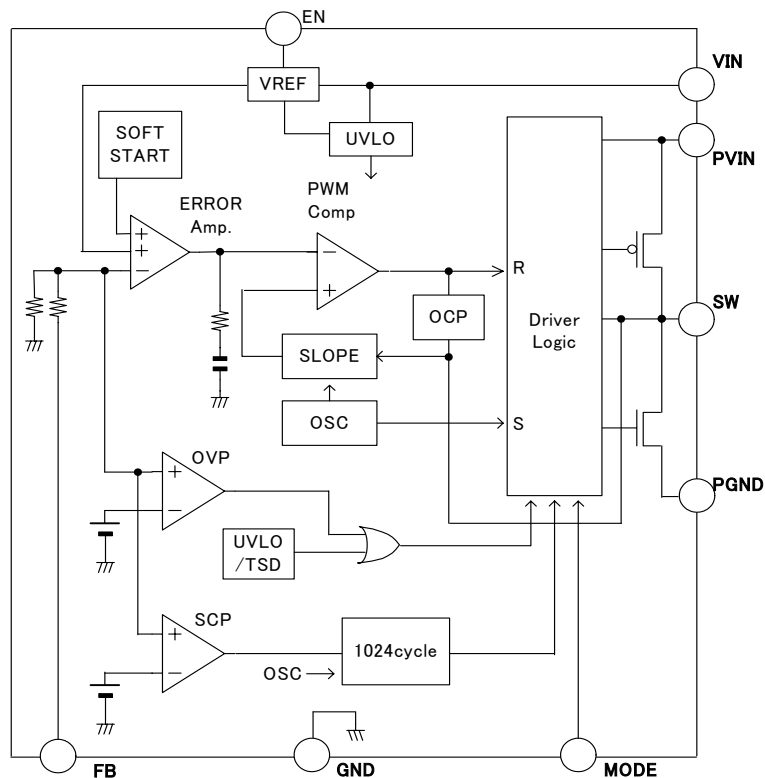 EN
VIN
VREF
PVIN
SOFT
START
UVLO
ERROR
Amp.
PWM
Comp
+
+
−
−
+
R
SW
OCP
Driver
Logic
SLOPE
OSC
S
OVP
+
−
PGND
UVLO
/TSD
SCP
+
−
1024cycle
OSC
FB
GND
MODE